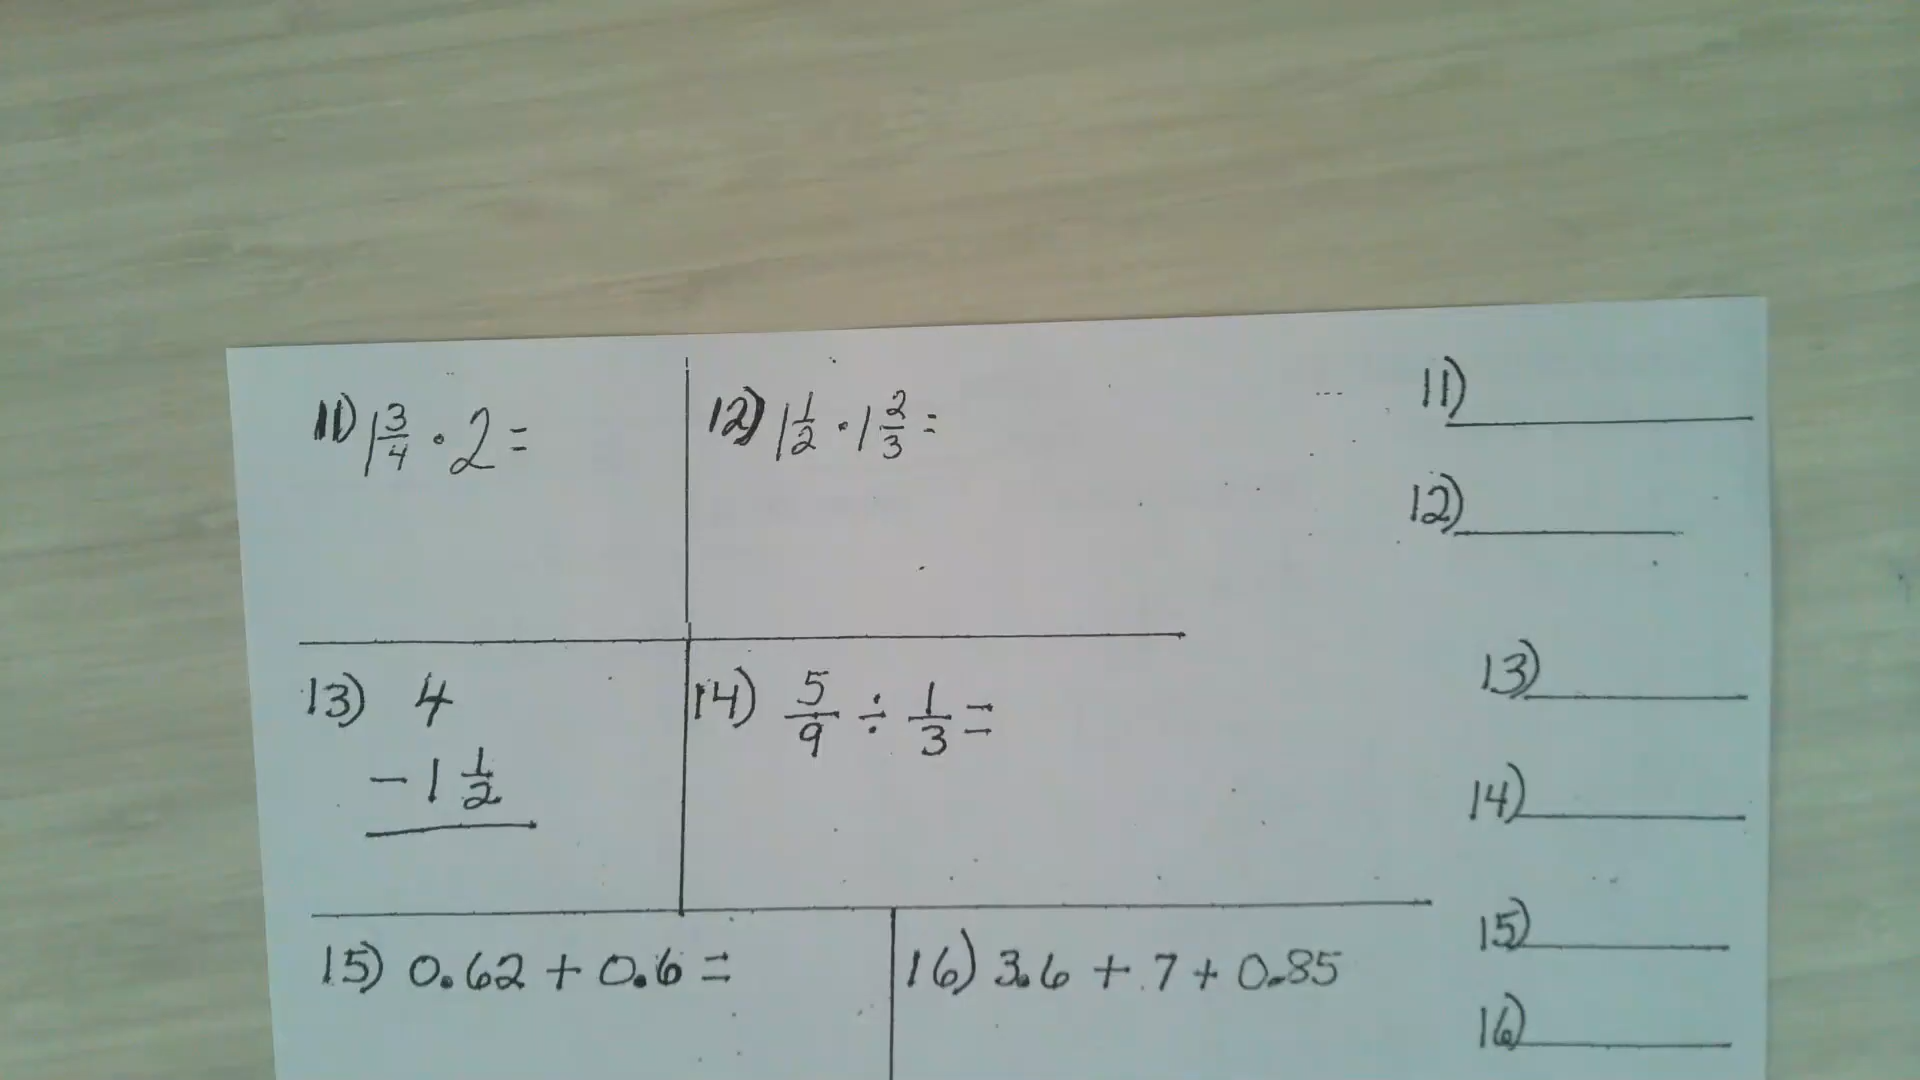 11) 1 3/4 · 2 =
12) 1 1/2 · 1 2/3 =
13) 4
- 1 1/2
14) 5/9 ÷ 1/3 =
15) 0.62 + 0.6 =
16) 3.6 + .7 + 0.85
11)
12)
13)
14)
15)
16)